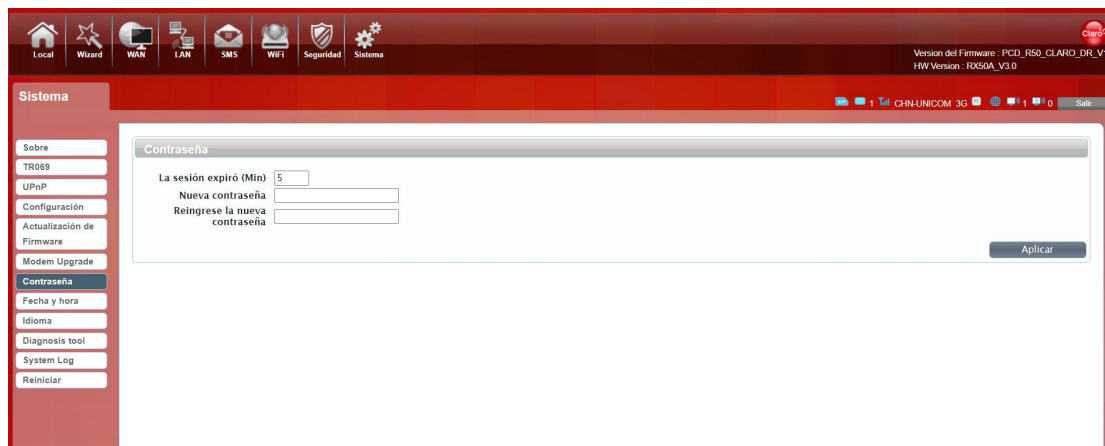 Local Wizard WAN LAN SMS WiFi Seguridad Sistema
Claro
Version del Firmware : PCD_R50_CLARO_DR_V
HW Version : RX50A_V3.0
Sistema
1 CHN-UNICOM 3G 1 0 Salir
Sobre
TR069
UPnP
Configuración
Actualización de
Firmware
Modem Upgrade
Contraseña
Fecha y hora
Idioma
Diagnosis tool
System Log
Reiniciar
Contraseña
La sesión expiró (Min) 5
Nueva contraseña
Reingrese la nueva
contraseña
Aplicar